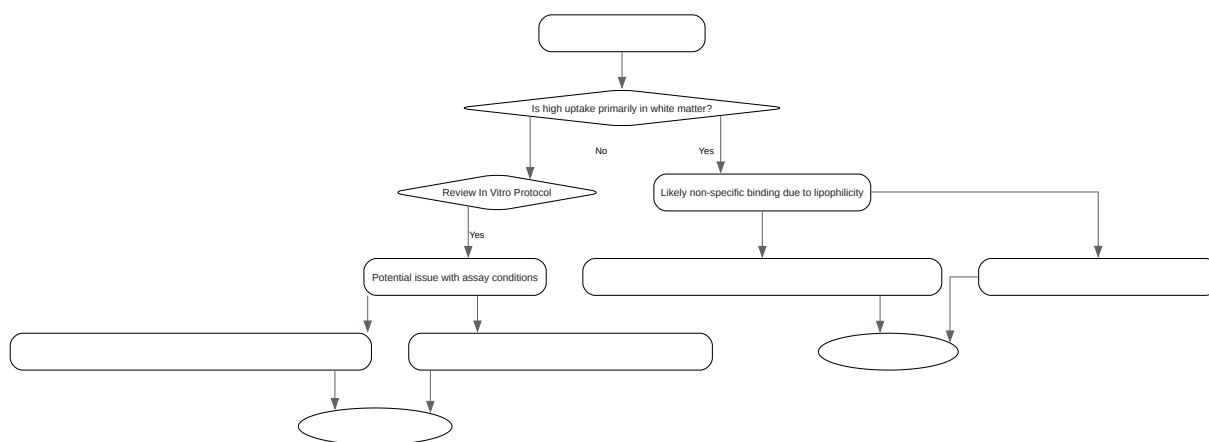 Is high uptake primarily in white matter?
No
Yes
Review In Vitro Protocol
Likely non-specific binding due to lipophilicity
Yes
Potential issue with assay conditions